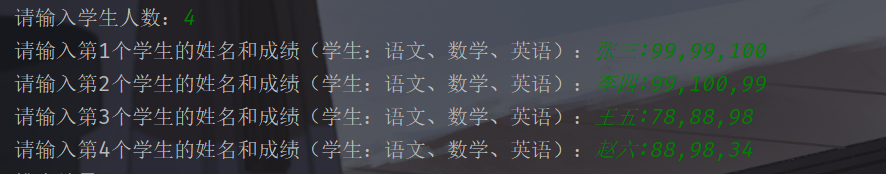 请输入学生人数：4
请输入第1个学生的姓名和成绩（学生：语文、数学、英语）：张三:99,99,100
请输入第2个学生的姓名和成绩（学生：语文、数学、英语）：李四:99,100,99
请输入第3个学生的姓名和成绩（学生：语文、数学、英语）：王五:78,88,98
请输入第4个学生的姓名和成绩（学生：语文、数学、英语）：赵六:88,98,34